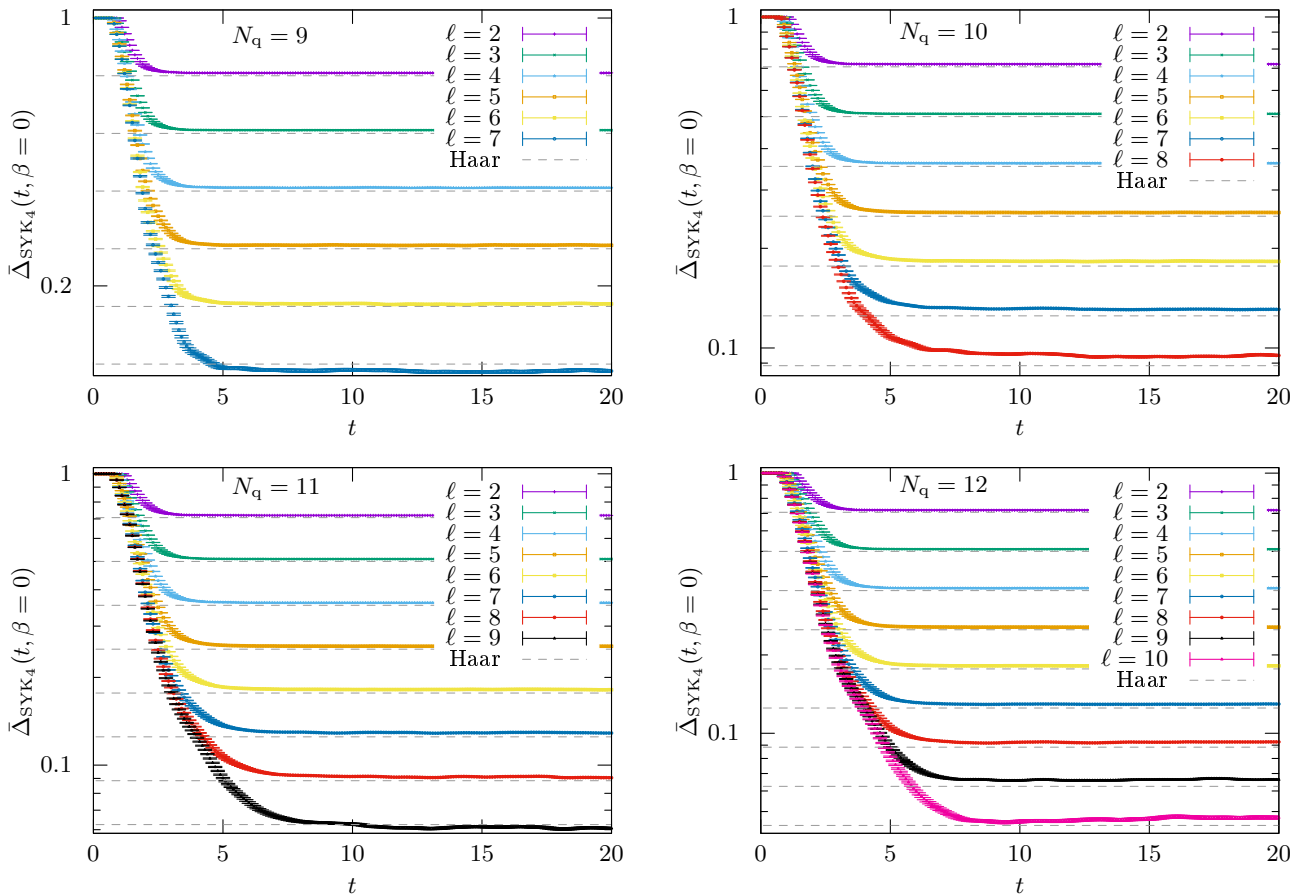 1
0.2
Δ̄_SYK₄(t, β = 0)
N_q = 9
ℓ = 2
ℓ = 3
ℓ = 4
ℓ = 5
ℓ = 6
ℓ = 7
Haar
0 5 10 15 20
t
1
0.1
Δ̄_SYK₄(t, β = 0)
N_q = 10
ℓ = 2
ℓ = 3
ℓ = 4
ℓ = 5
ℓ = 6
ℓ = 7
ℓ = 8
Haar
0 5 10 15 20
t
1
0.1
Δ̄_SYK₄(t, β = 0)
N_q = 11
ℓ = 2
ℓ = 3
ℓ = 4
ℓ = 5
ℓ = 6
ℓ = 7
ℓ = 8
ℓ = 9
Haar
0 5 10 15 20
t
1
0.1
Δ̄_SYK₄(t, β = 0)
N_q = 12
ℓ = 2
ℓ = 3
ℓ = 4
ℓ = 5
ℓ = 6
ℓ = 7
ℓ = 8
ℓ = 9
ℓ = 10
Haar
0 5 10 15 20
t